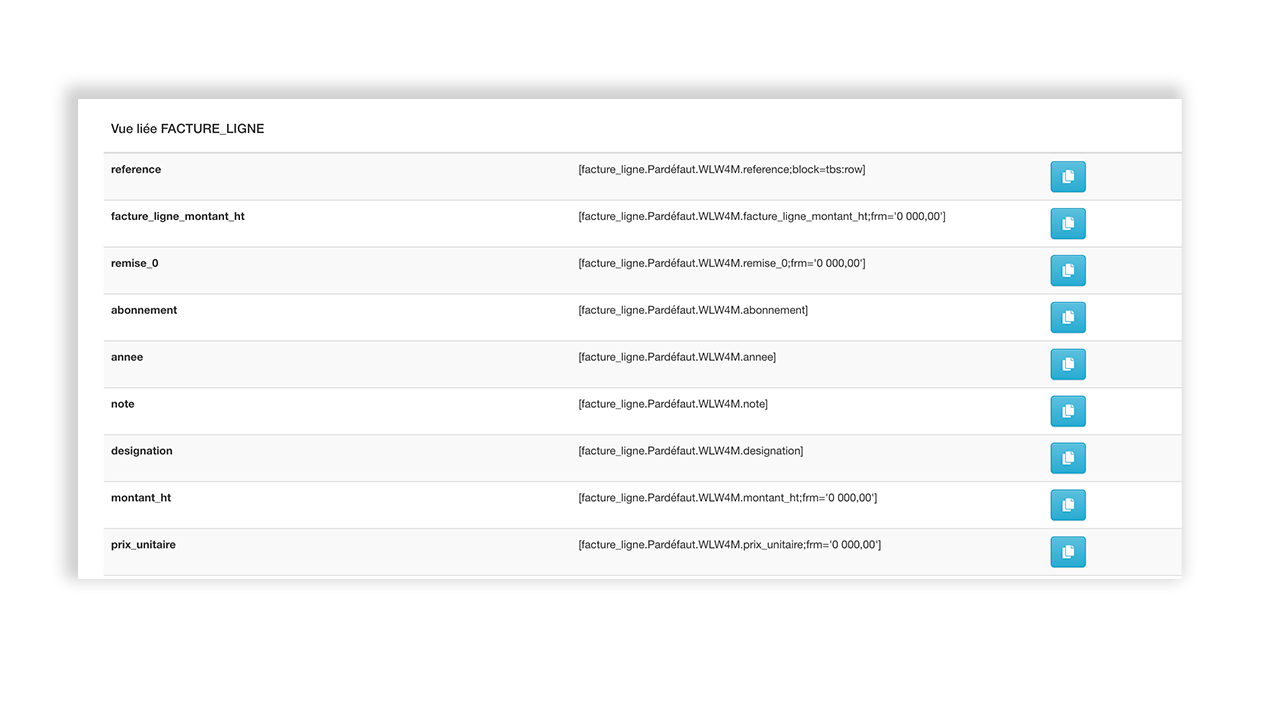 Vue liée FACTURE_LIGNE
reference [facture_ligne.Pardéfaut.WLW4M.reference;block=tbs:row]
facture_ligne_montant_ht [facture_ligne.Pardéfaut.WLW4M.facture_ligne_montant_ht;frm='0 000,00']
remise_0 [facture_ligne.Pardéfaut.WLW4M.remise_0;frm='0 000,00']
abonnement [facture_ligne.Pardéfaut.WLW4M.abonnement]
annee [facture_ligne.Pardéfaut.WLW4M.annee]
note [facture_ligne.Pardéfaut.WLW4M.note]
designation [facture_ligne.Pardéfaut.WLW4M.designation]
montant_ht [facture_ligne.Pardéfaut.WLW4M.montant_ht;frm='0 000,00']
prix_unitaire [facture_ligne.Pardéfaut.WLW4M.prix_unitaire;frm='0 000,00']